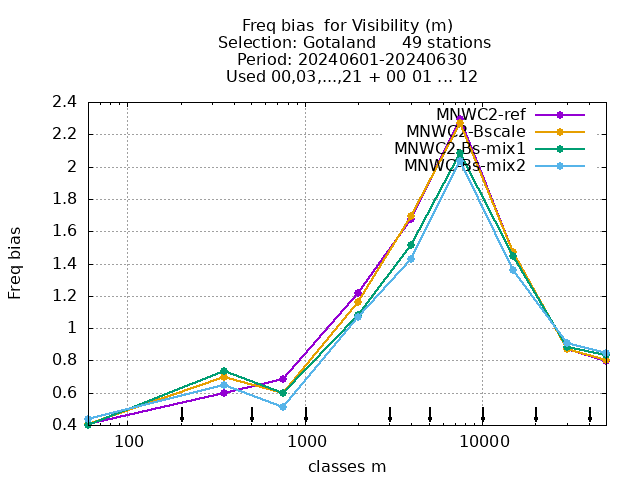 Freq bias  for Visibility (m)
Selection: Gotaland     49 stations
Period: 20240601-20240630
Used 00,03,...,21 + 00 01 ... 12
MNWC2-ref
MNWC2-Bscale
MNWC2-Bs-mix1
MNWC-Bs-mix2
2.4
2.2
2
1.8
1.6
1.4
1.2
1
0.8
0.6
0.4
Freq bias
100
1000
10000
classes m